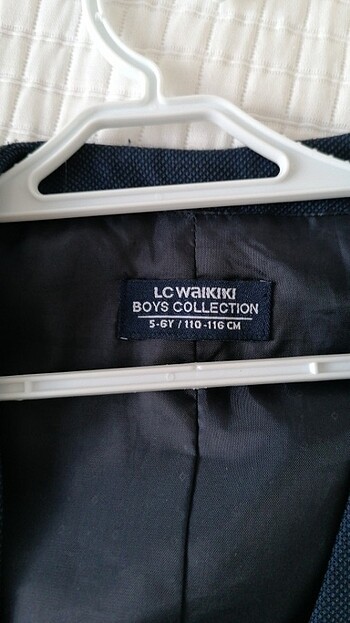 LC WAIKIKI
BOYS COLLECTION
5-6Y / 110-116 CM